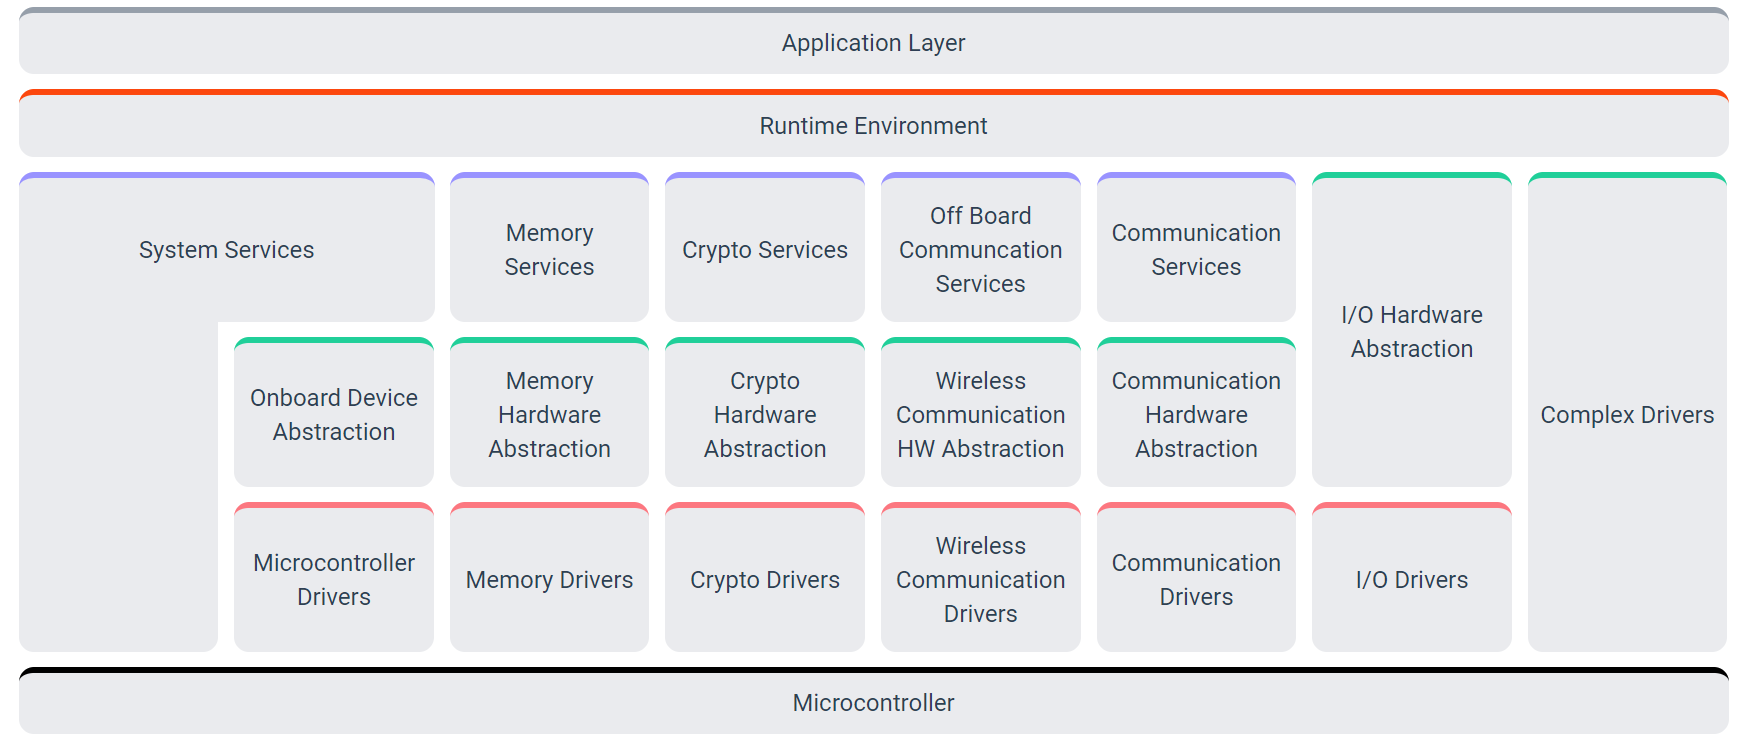 Application Layer
Runtime Environment
System Services
Memory
Services
Crypto Services
Off Board
Communcation
Services
Communication
Services
I/O Hardware
Abstraction
Complex Drivers
Onboard Device
Abstraction
Memory
Hardware
Abstraction
Crypto
Hardware
Abstraction
Wireless
Communication
HW Abstraction
Communication
Hardware
Abstraction
Microcontroller
Drivers
Memory Drivers
Crypto Drivers
Wireless
Communication
Drivers
Communication
Drivers
I/O Drivers
Microcontroller